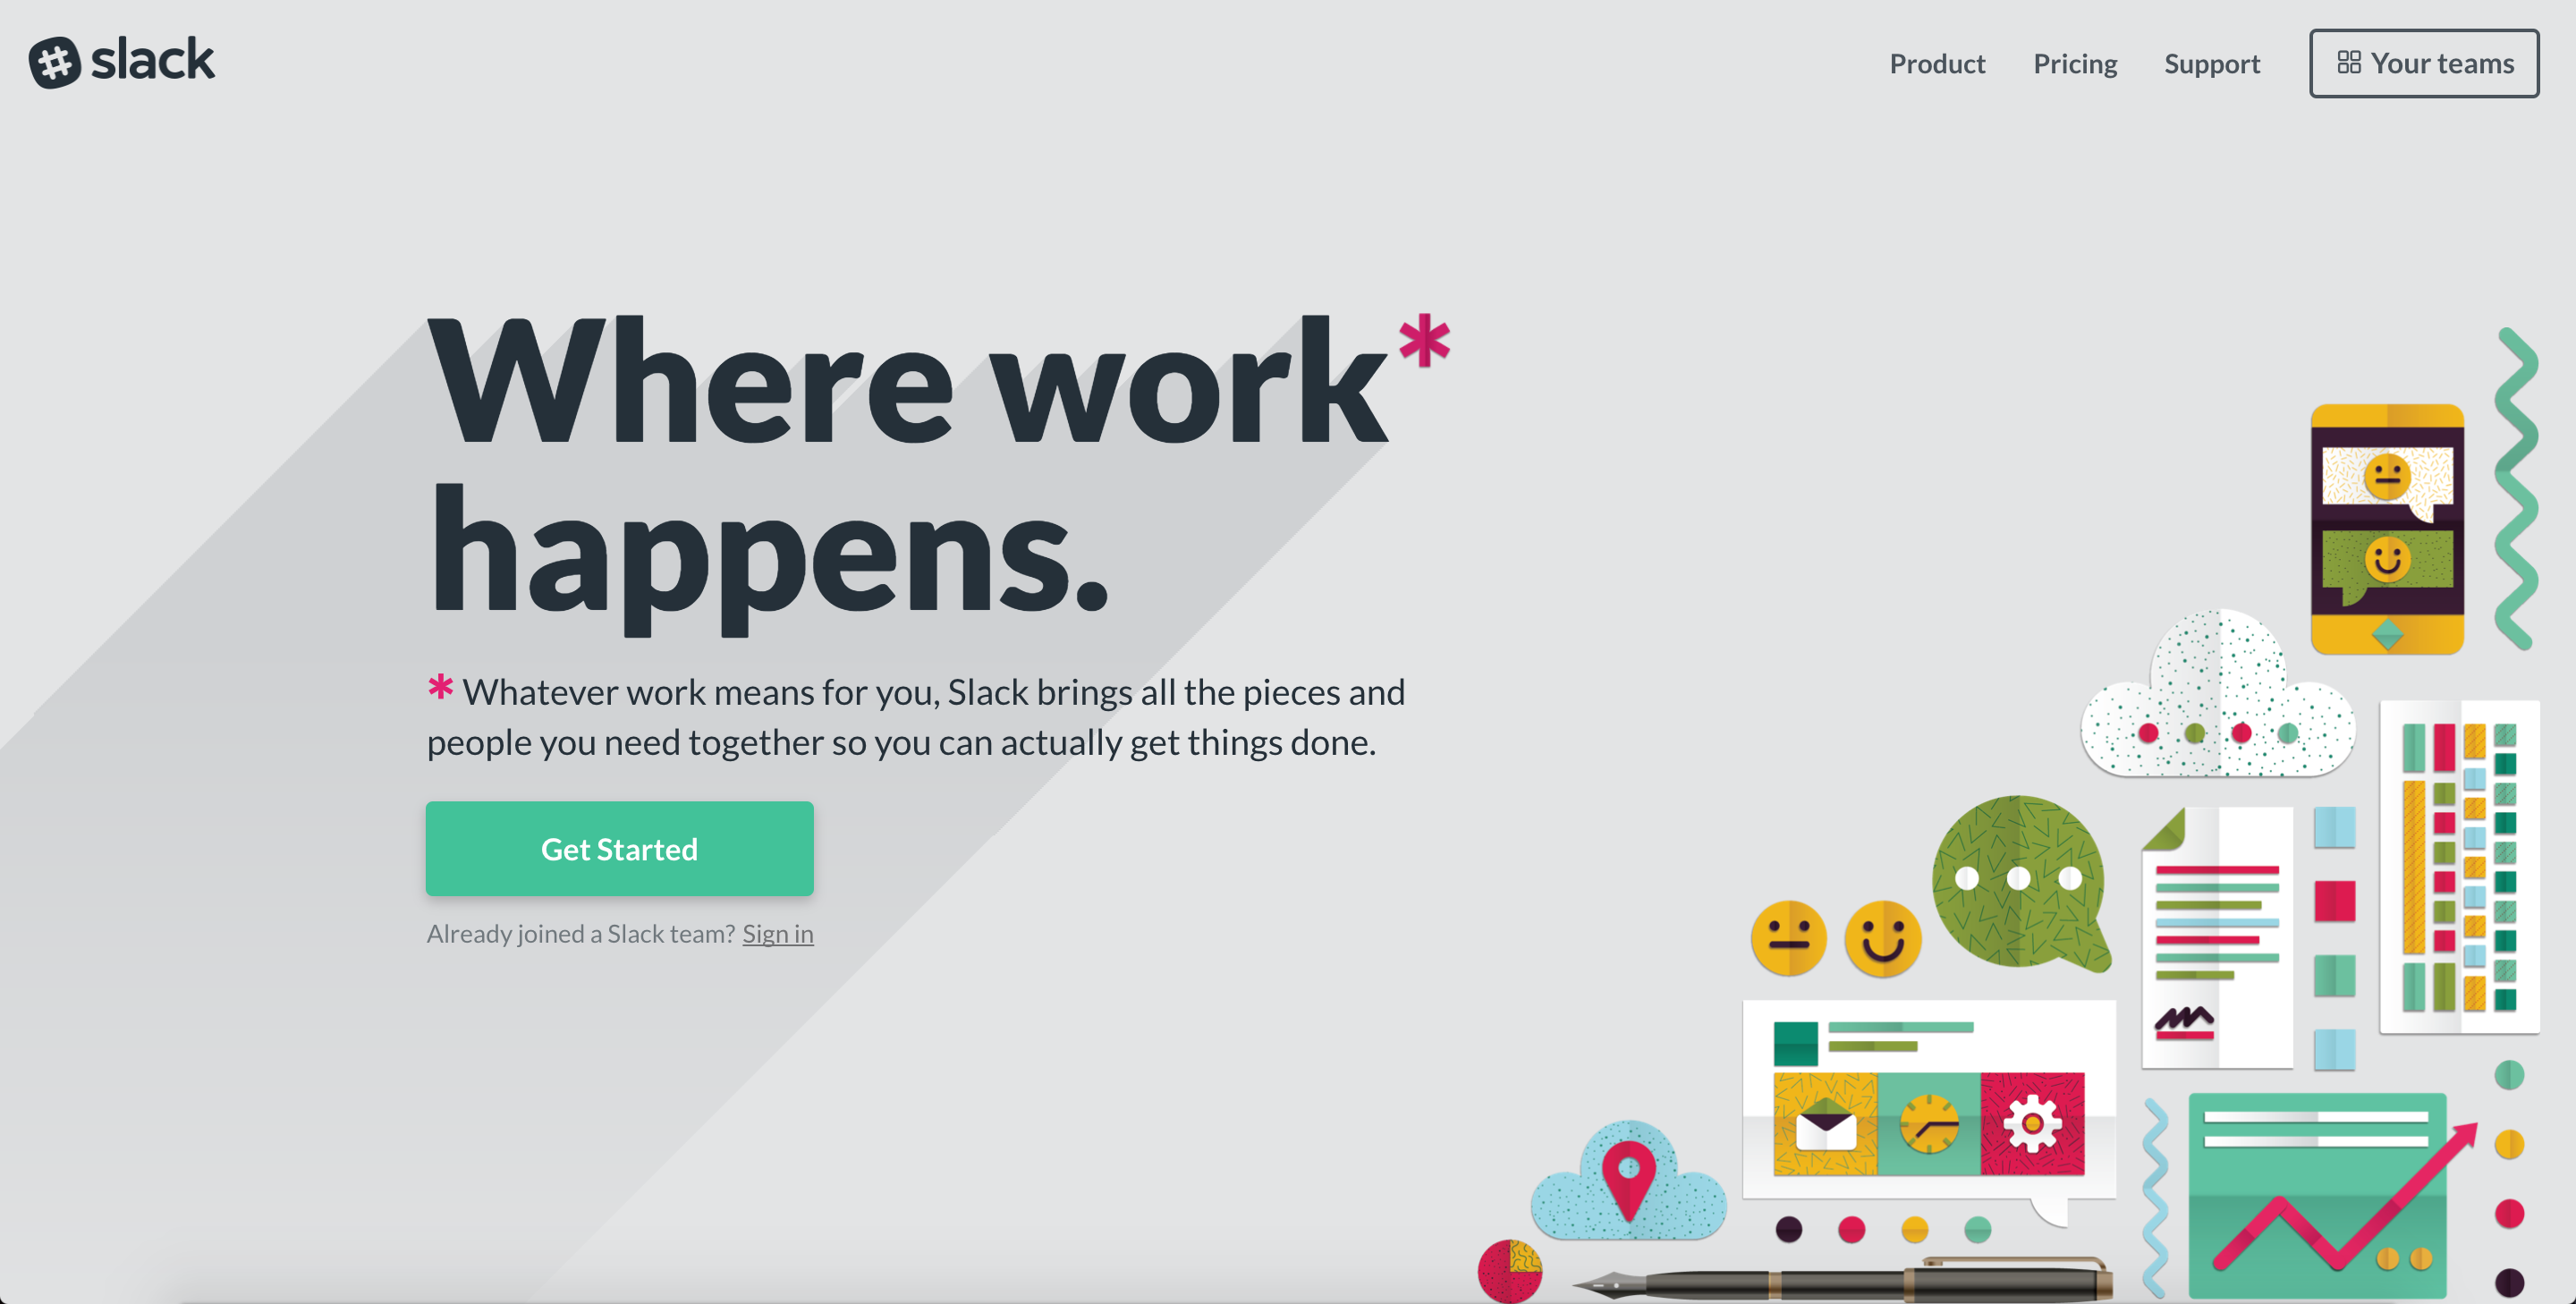 slack
Product
Pricing
Support
Your teams
Where work*
happens.
* Whatever work means for you, Slack brings all the pieces and
people you need together so you can actually get things done.
Get Started
Already joined a Slack team? Sign in